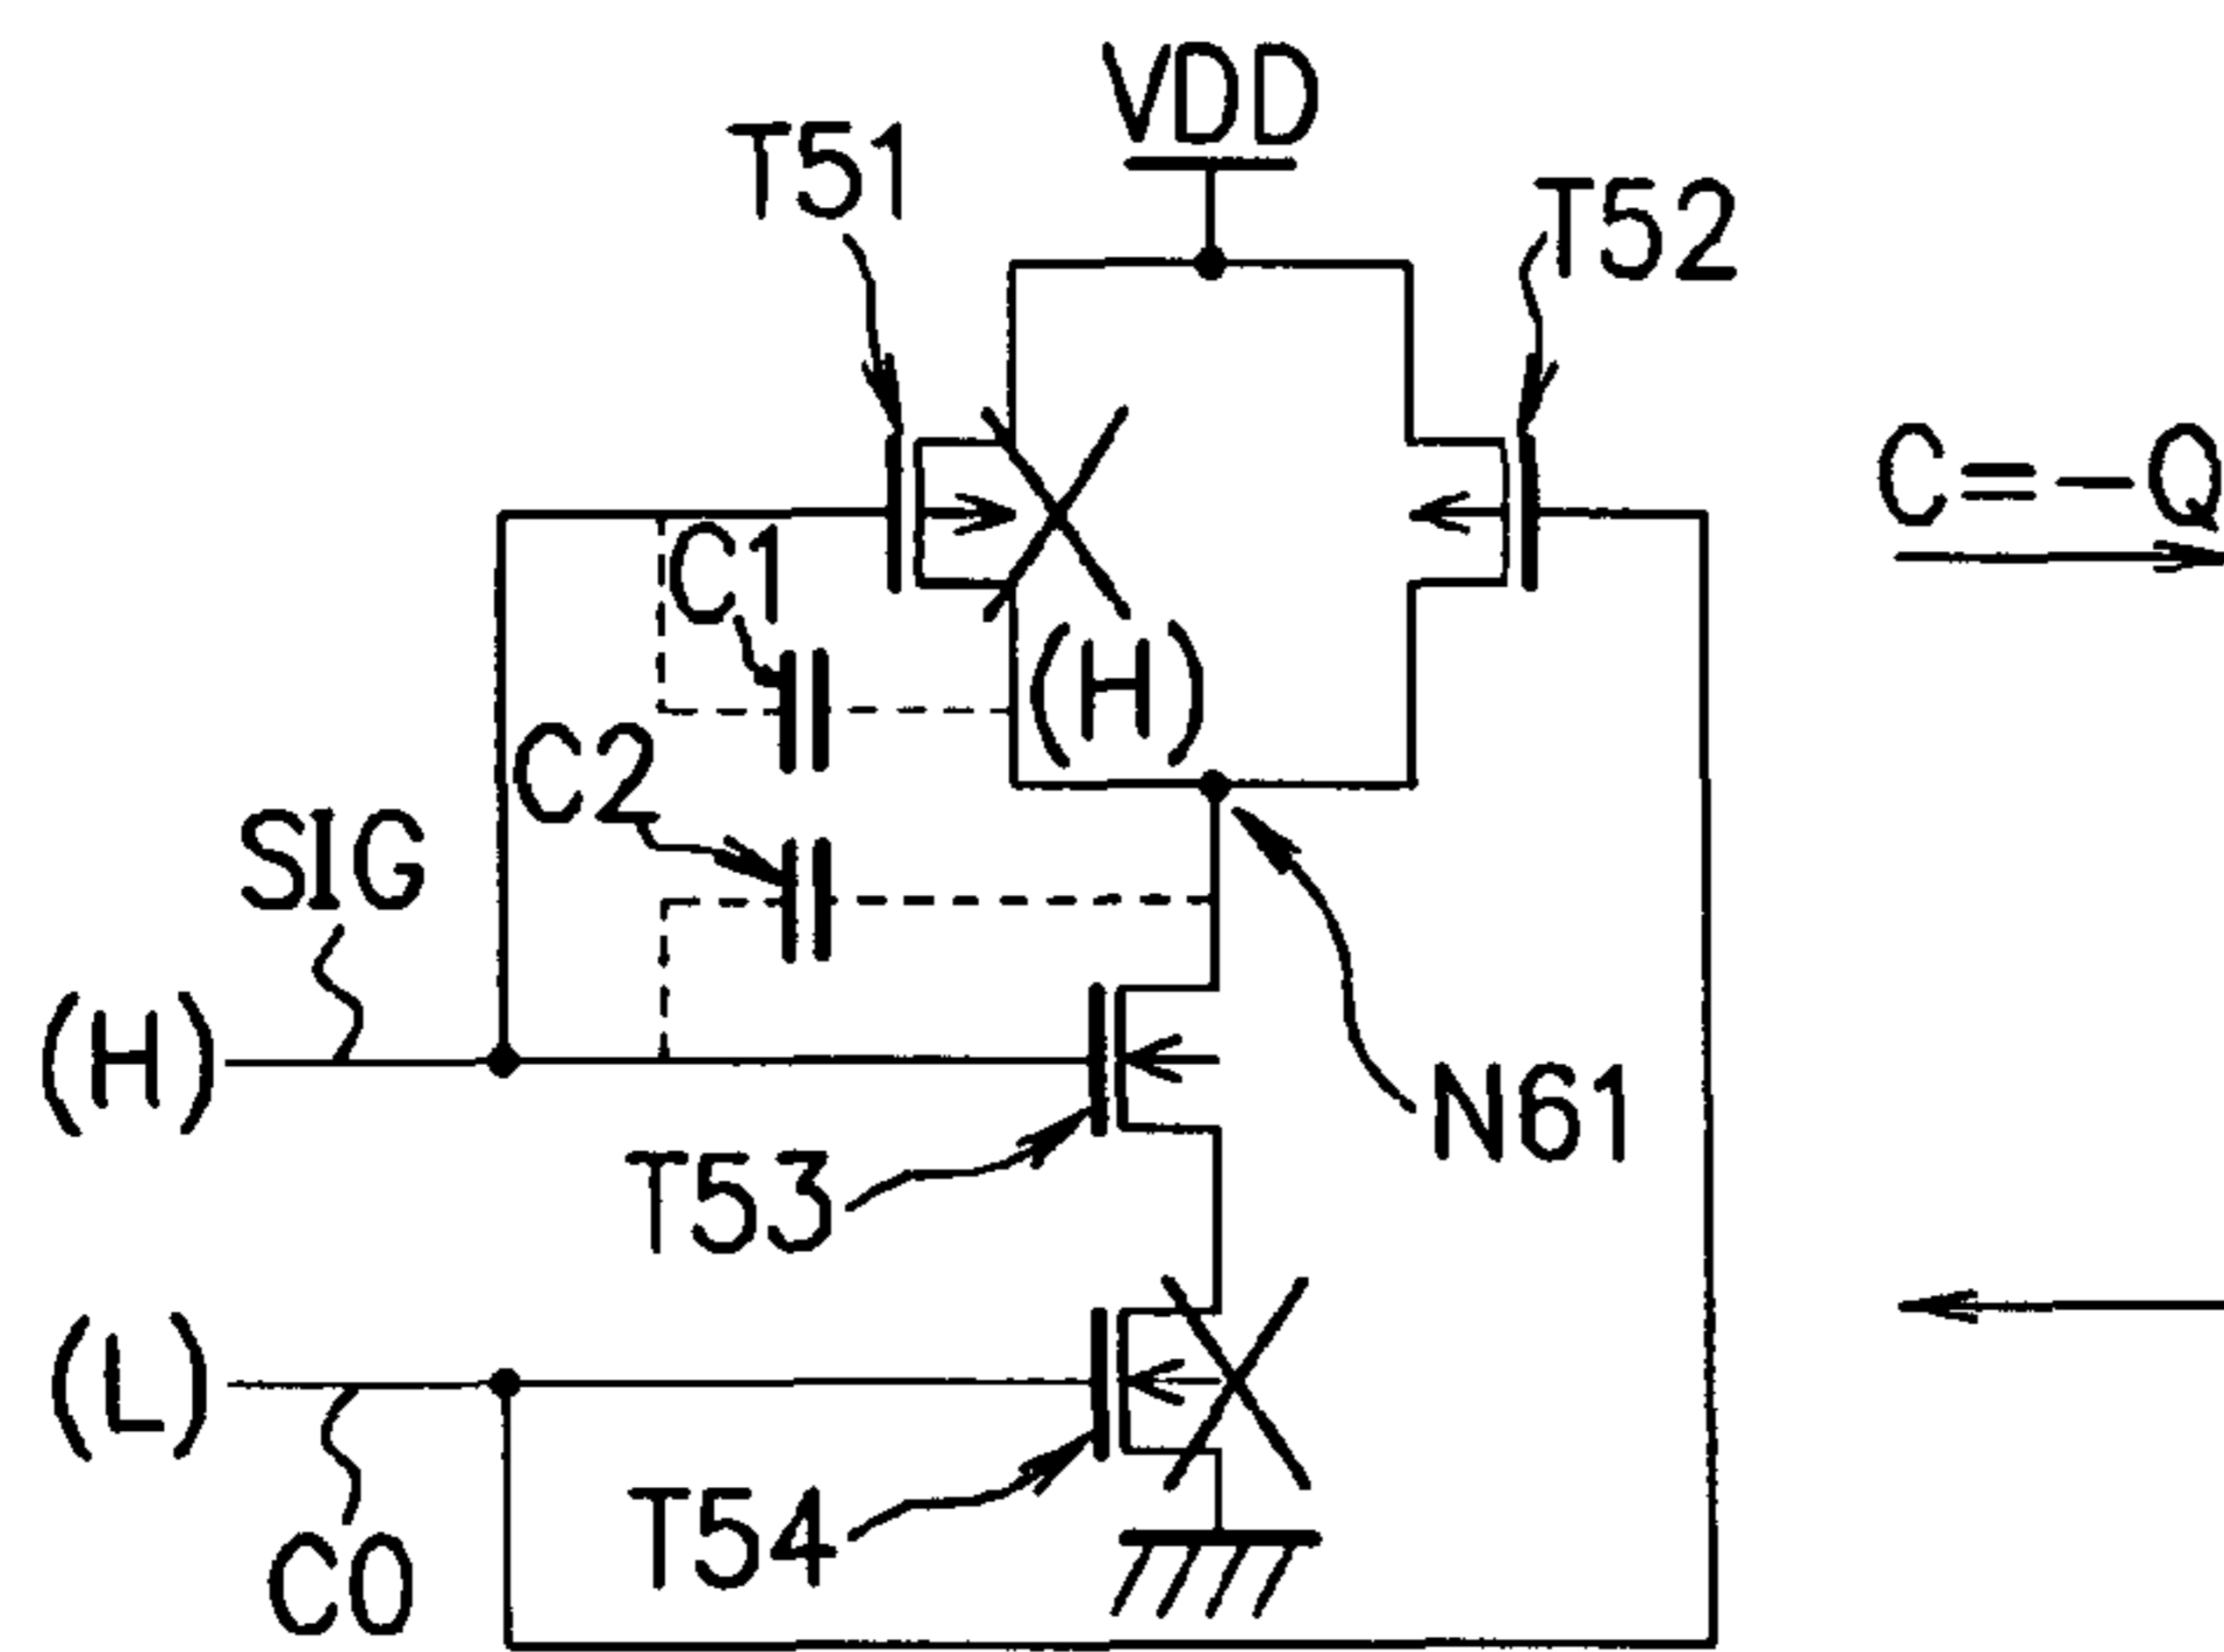 VDD
T51
T52
C=-Q
C1
(H)
C2
SIG
(H)
N61
T53
(L)
T54
C0